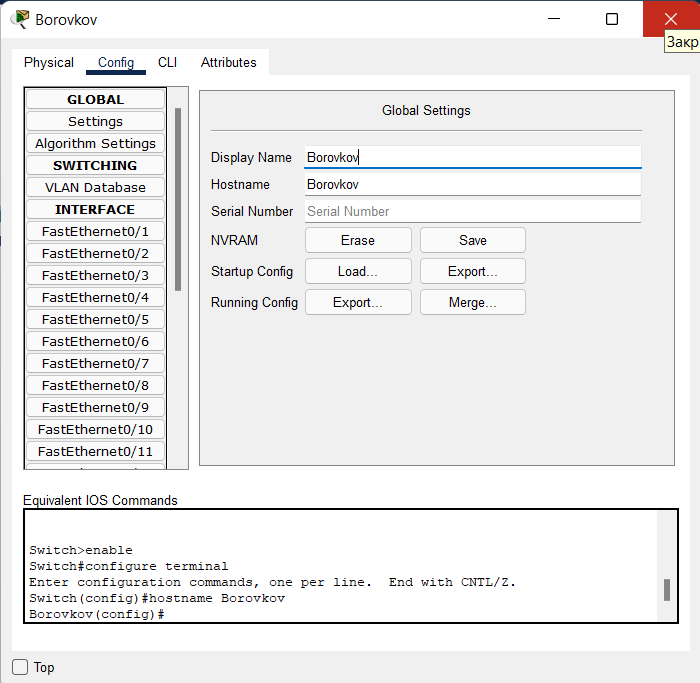 Borovkov
Закр
Physical Config CLI Attributes
GLOBAL
Settings
Algorithm Settings
SWITCHING
VLAN Database
INTERFACE
FastEthernet0/1
FastEthernet0/2
FastEthernet0/3
FastEthernet0/4
FastEthernet0/5
FastEthernet0/6
FastEthernet0/7
FastEthernet0/8
FastEthernet0/9
FastEthernet0/10
FastEthernet0/11
Global Settings
Display Name Borovkov
Hostname Borovkov
Serial Number Serial Number
NVRAM Erase Save
Startup Config Load... Export...
Running Config Export... Merge...
Equivalent IOS Commands
Switch>enable
Switch#configure terminal
Enter configuration commands, one per line. End with CNTL/Z.
Switch(config)#hostname Borovkov
Borovkov(config)#
Top